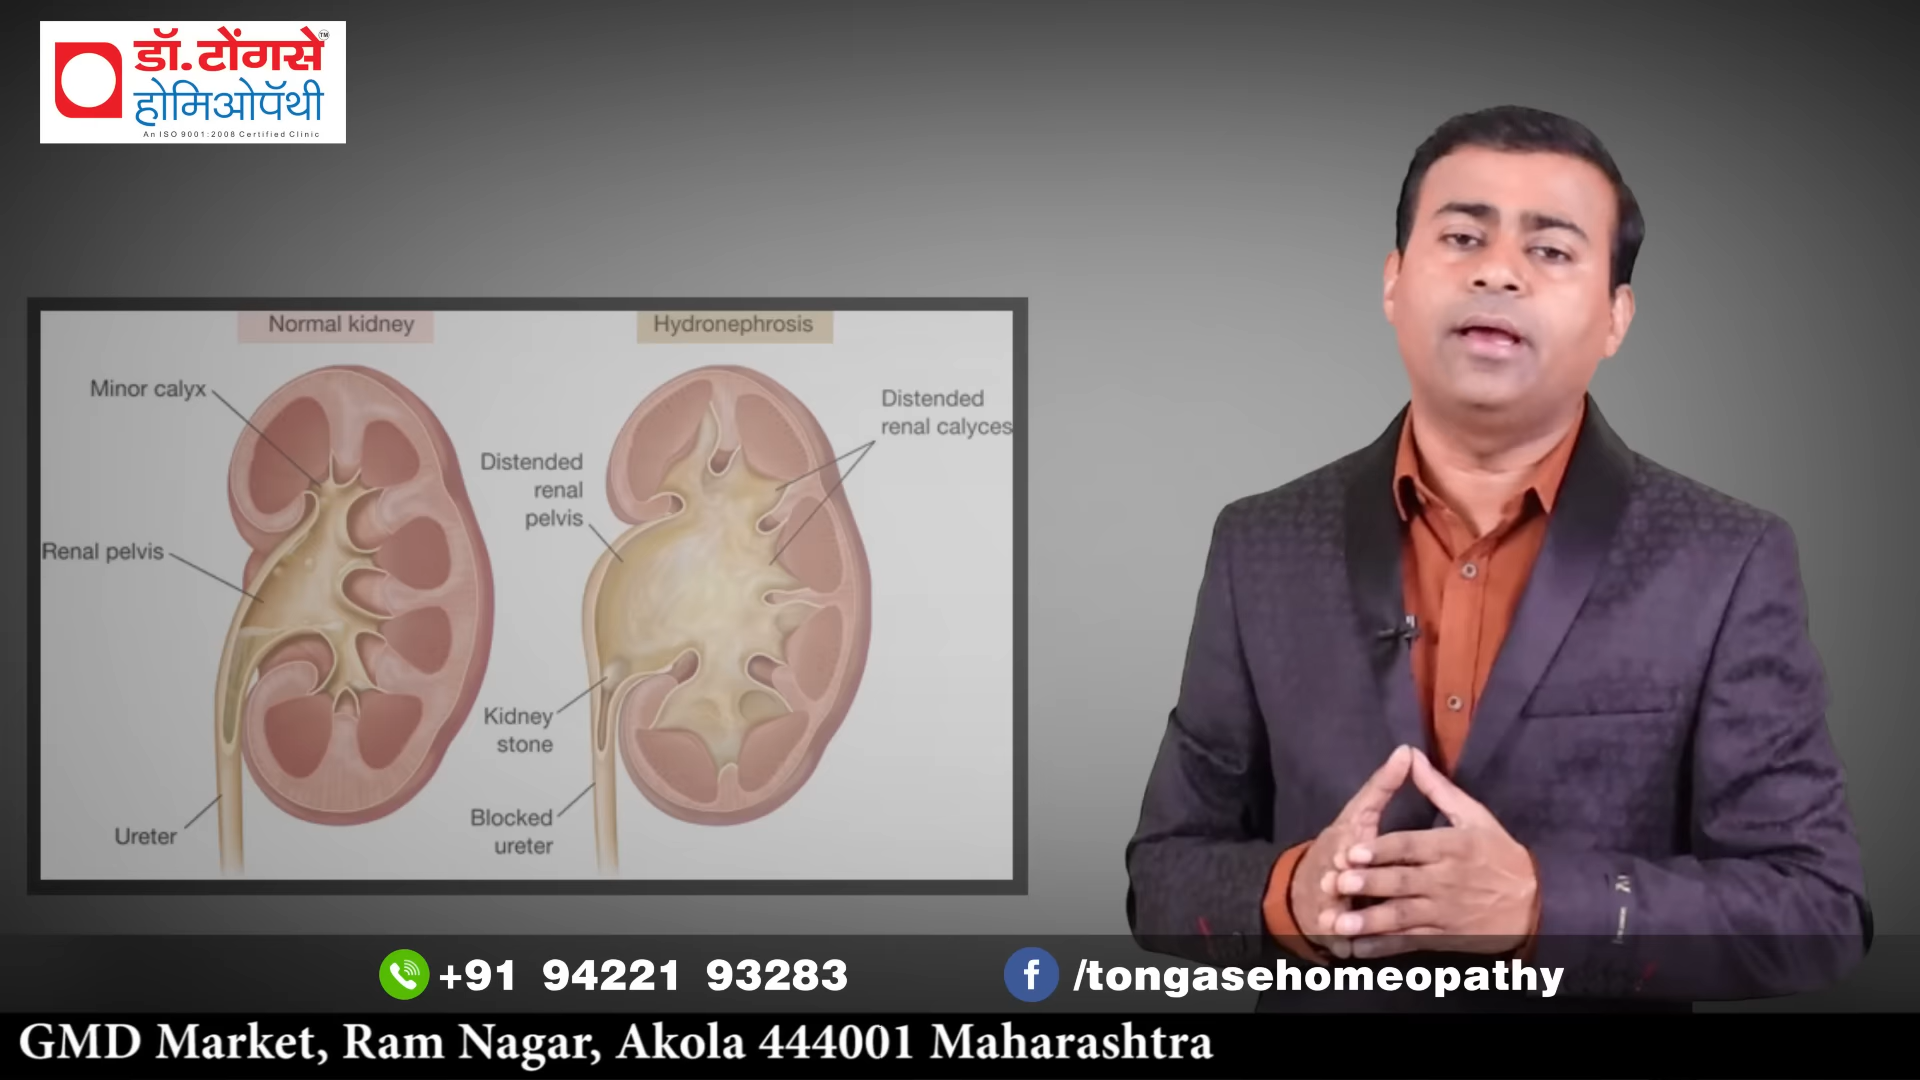 डॉ.टोंगसे TM
होमिओपॅथी
An ISO 9001:2008 Certified Clinic
Normal kidney
Hydronephrosis
Minor calyx
Distended
renal calyces
Distended
renal
pelvis
Renal pelvis
Kidney
stone
Blocked
ureter
Ureter
+91 94221 93283
/tongasehomeopathy
GMD Market, Ram Nagar, Akola 444001 Maharashtra